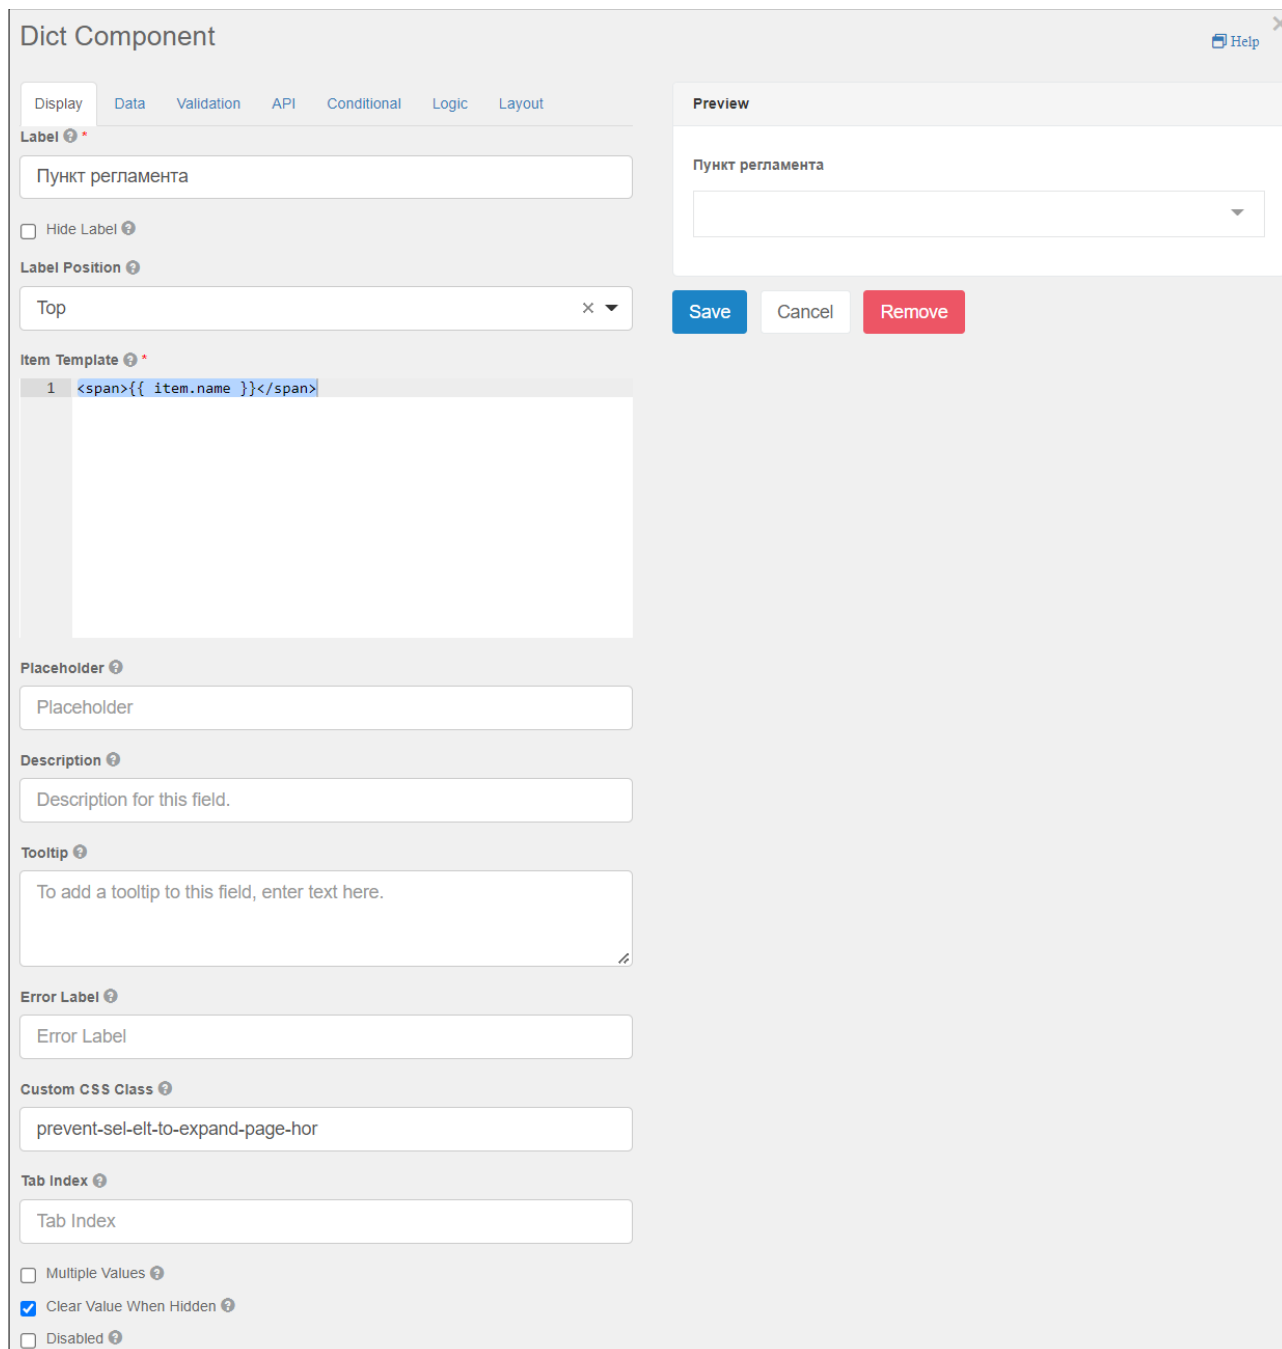 Dict Component
Help
Display Data Validation API Conditional Logic Layout
Label *
Пункт регламента
Hide Label
Label Position
Top
Item Template *
1 <span>{{ item.name }}</span>
Placeholder
Placeholder
Description
Description for this field.
Tooltip
To add a tooltip to this field, enter text here.
Error Label
Error Label
Custom CSS Class
prevent-sel-elt-to-expand-page-hor
Tab Index
Tab Index
Multiple Values
Clear Value When Hidden
Disabled
Preview
Пункт регламента
Save Cancel Remove